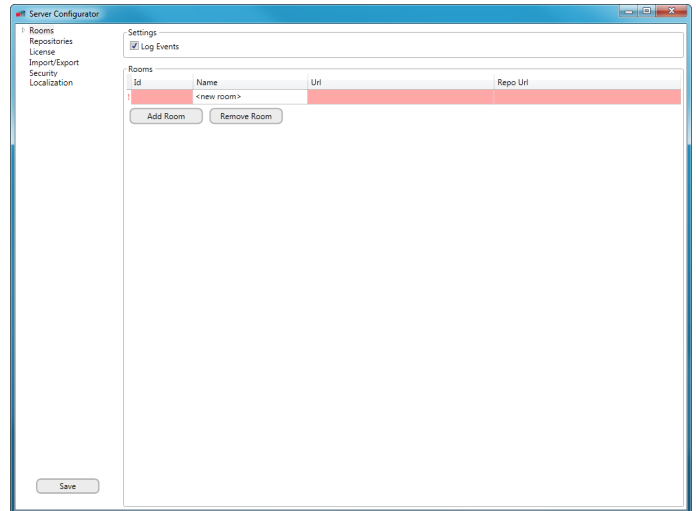 Server Configurator
Rooms
Repositories
License
Import/Export
Security
Localization
Save
Settings
Log Events
Rooms
Id Name Url Repo Url
<new room>
Add Room Remove Room